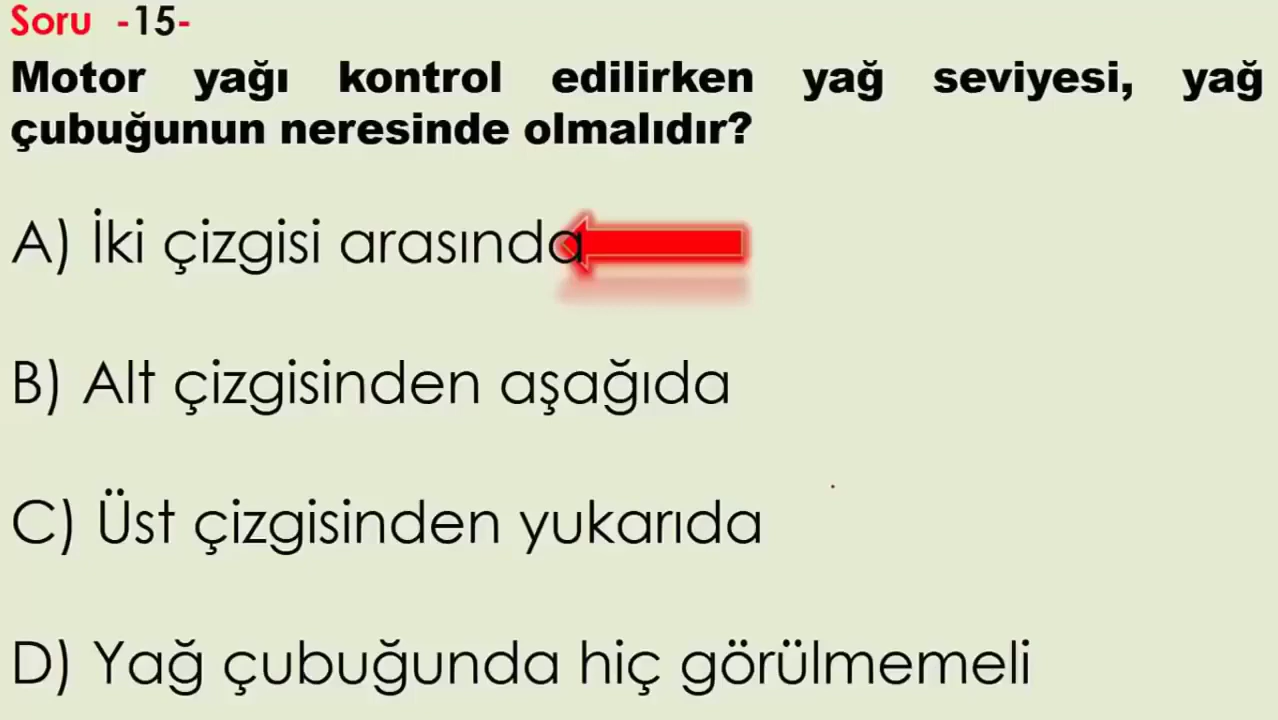 Soru -15-
Motor yağı kontrol edilirken yağ seviyesi, yağ
çubuğunun neresinde olmalıdır?
A) İki çizgisi arasında
B) Alt çizgisinden aşağıda
C) Üst çizgisinden yukarıda
D) Yağ çubuğunda hiç görülmemeli